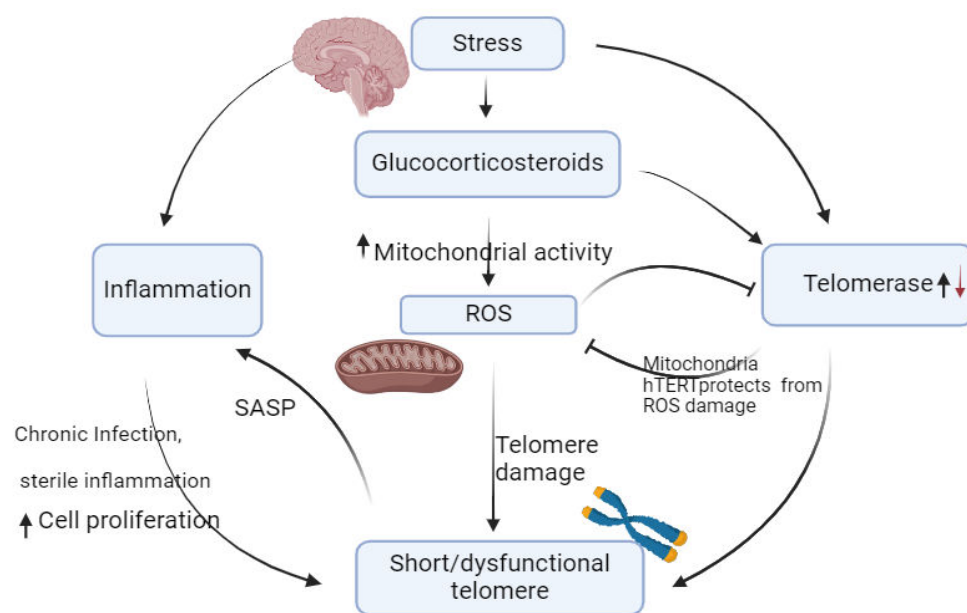 Stress
Glucocorticosteroids
Mitochondrial activity
Inflammation
ROS
Telomerase
Mitochondria
hTERTprotects from
ROS damage
SASP
Chronic Infection,
sterile inflammation
Cell proliferation
Telomere
damage
Short/dysfunctional
telomere